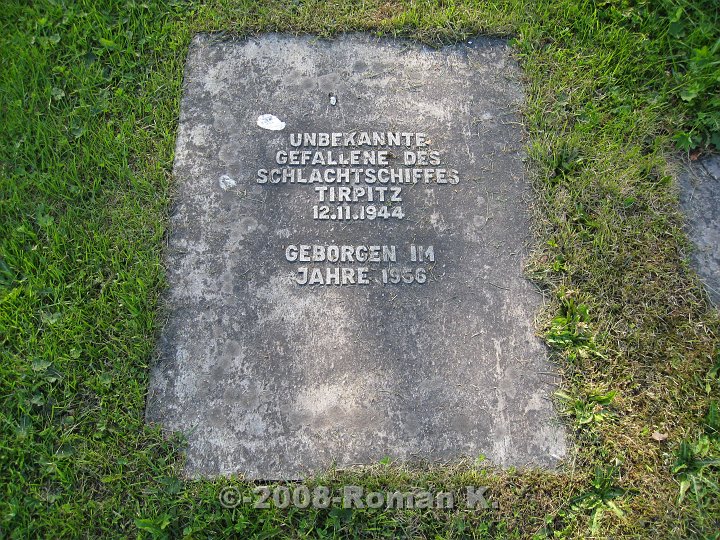 UNBEKANNTE
GEFALLENE DES
SCHLACHTSCHIFFES
TIRPITZ
12.11.1944
GEBORGEN IM
JAHRE 1956
©-2008-Roman K.